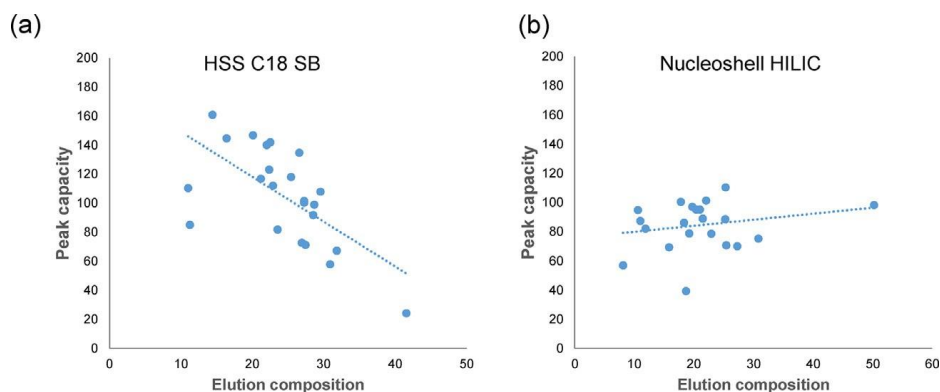 (a)
HSS C18 SB
Peak capacity
200
180
160
140
120
100
80
60
40
20
0
0 10 20 30 40 50
Elution composition
(b)
Nucleoshell HILIC
Peak capacity
200
180
160
140
120
100
80
60
40
20
0
0 10 20 30 40 50 60
Elution composition